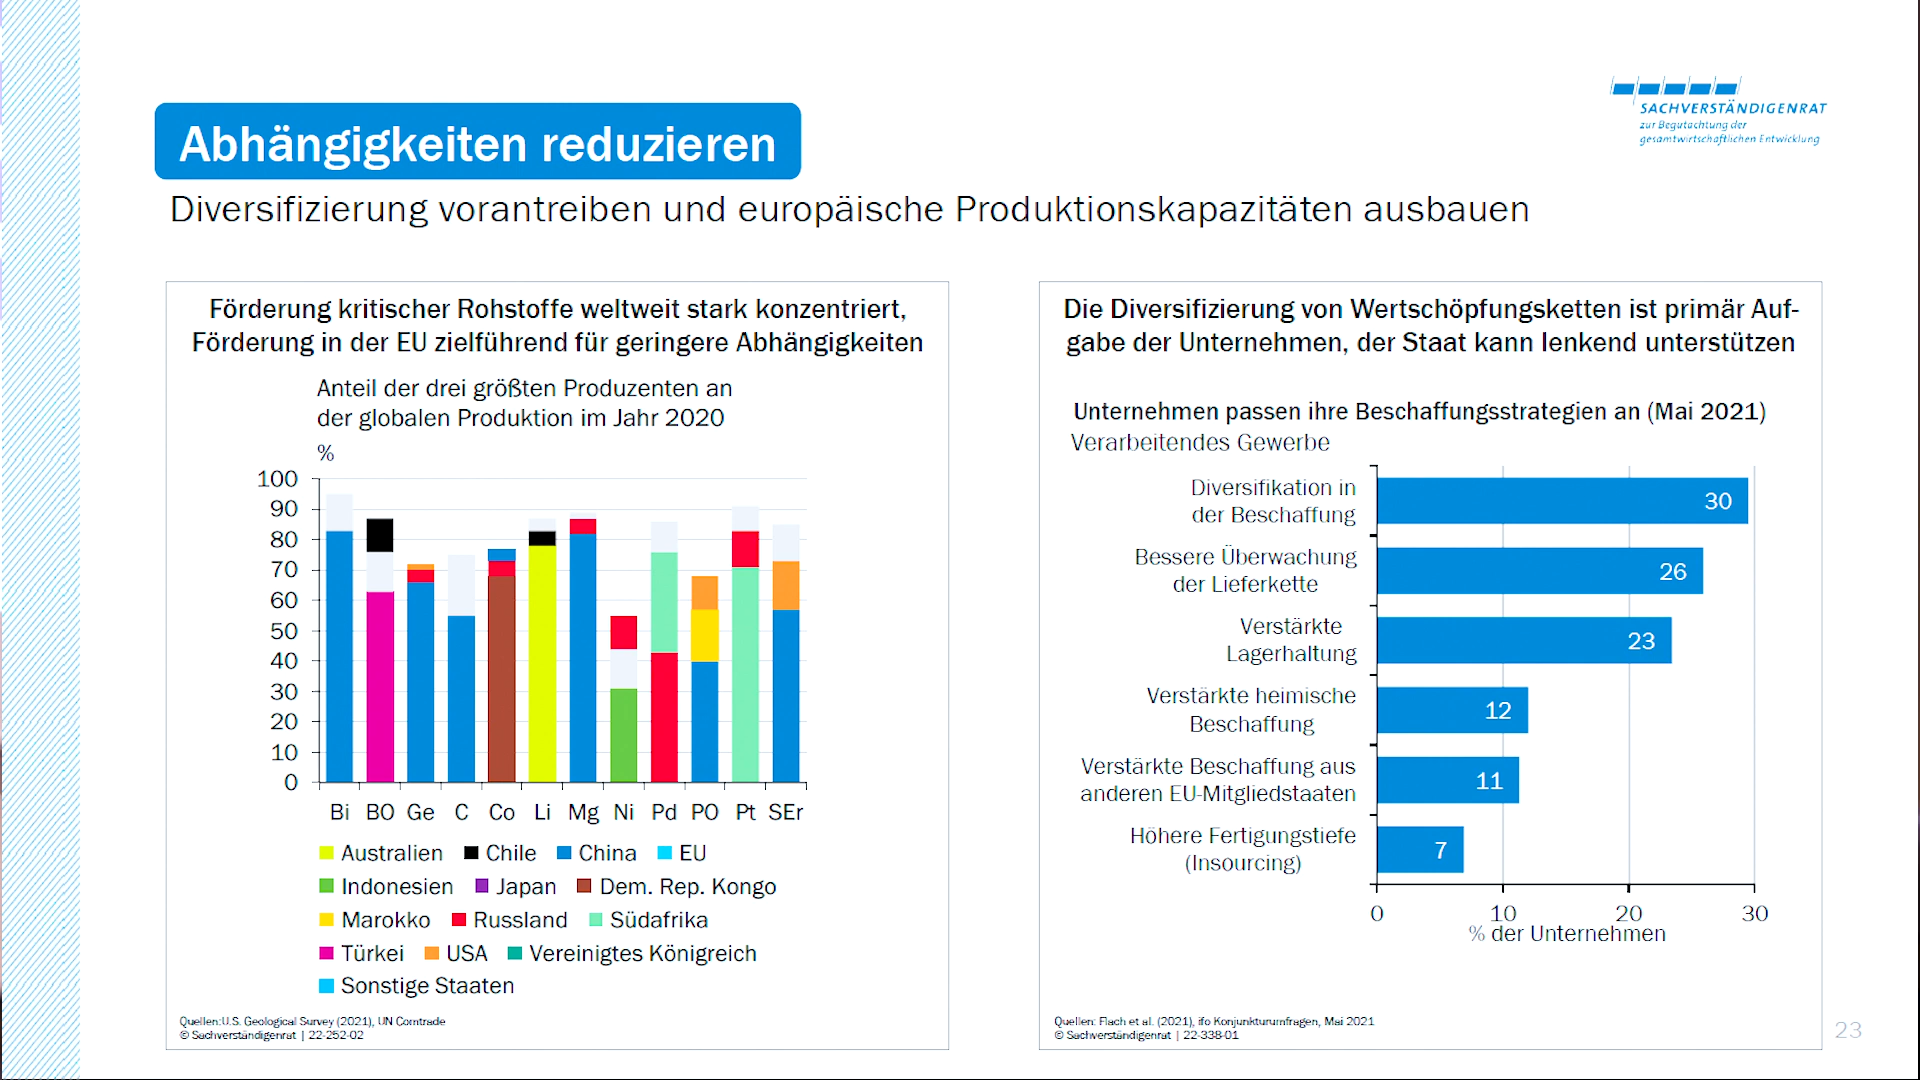 SACHVERSTÄNDIGENRAT
zur Begutachtung der
gesamtwirtschaftlichen Entwicklung
Abhängigkeiten reduzieren
Diversifizierung vorantreiben und europäische Produktionskapazitäten ausbauen
Förderung kritischer Rohstoffe weltweit stark konzentriert,
Förderung in der EU zielführend für geringere Abhängigkeiten
Anteil der drei größten Produzenten an
der globalen Produktion im Jahr 2020
%
100
90
80
70
60
50
40
30
20
10
0
Bi BO Ge C Co Li Mg Ni Pd PO Pt SEr
Australien Chile China EU
Indonesien Japan Dem. Rep. Kongo
Marokko Russland Südafrika
Türkei USA Vereinigtes Königreich
Sonstige Staaten
Quellen:U.S. Geological Survey (2021), UN Comtrade
© Sachverständigenrat | 22-252-02
Die Diversifizierung von Wertschöpfungsketten ist primär Auf-
gabe der Unternehmen, der Staat kann lenkend unterstützen
Unternehmen passen ihre Beschaffungsstrategien an (Mai 2021)
Verarbeitendes Gewerbe
Diversifikation in
der Beschaffung
30
Bessere Überwachung
der Lieferkette
26
Verstärkte
Lagerhaltung
23
Verstärkte heimische
Beschaffung
12
Verstärkte Beschaffung aus
anderen EU-Mitgliedstaaten
11
Höhere Fertigungstiefe
(Insourcing)
7
0 10 20 30
% der Unternehmen
Quellen: Flach et al. (2021), ifo Konjunkturumfragen, Mai 2021
© Sachverständigenrat | 22-338-01
23